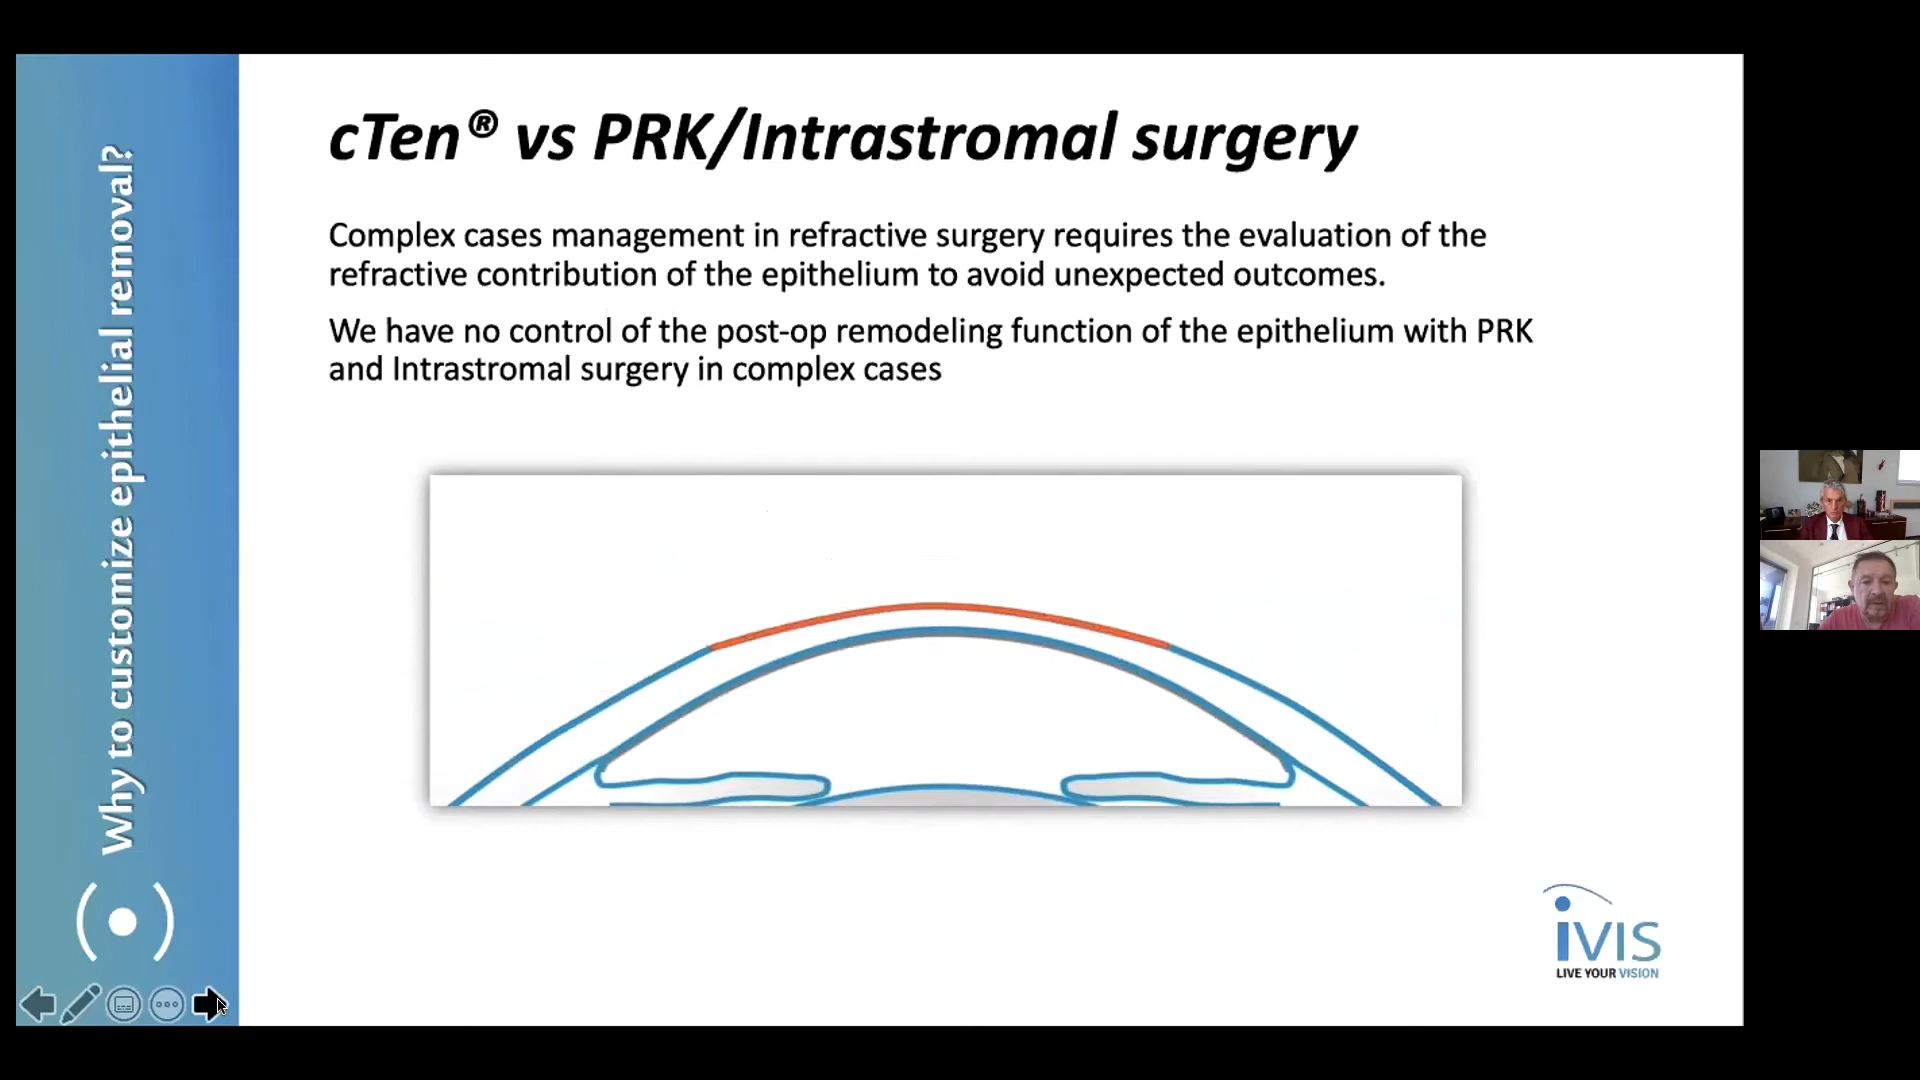 Why to customize epithelial removal?
cTen® vs PRK/Intrastromal surgery
Complex cases management in refractive surgery requires the evaluation of the
refractive contribution of the epithelium to avoid unexpected outcomes.
We have no control of the post-op remodeling function of the epithelium with PRK
and Intrastromal surgery in complex cases
iVIS
LIVE YOUR VISION